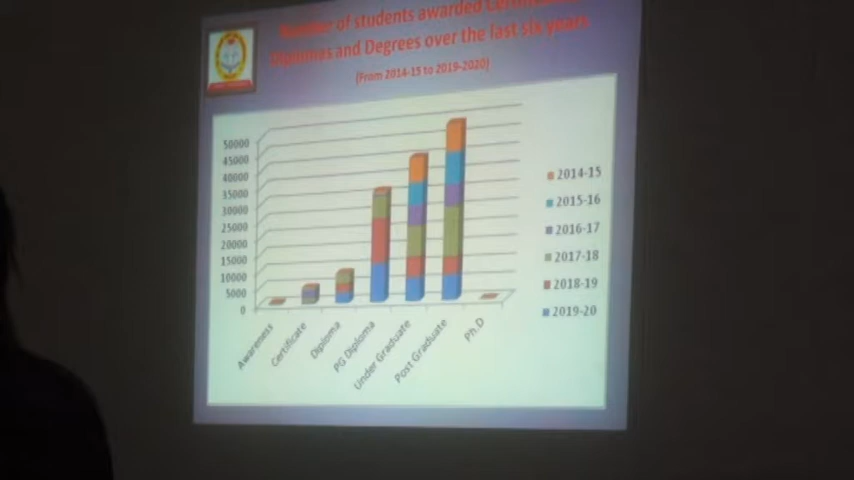 Number of students awarded
Diplomas and Degrees over the last six years
(From 2014-15 to 2019-2020)
50000
45000
40000
35000
30000
25000
20000
15000
10000
5000
0
Awareness
Certificate
Diploma
PG Diploma
Under Graduate
Post Graduate
Ph.D
2014-15
2015-16
2016-17
2017-18
2018-19
2019-20